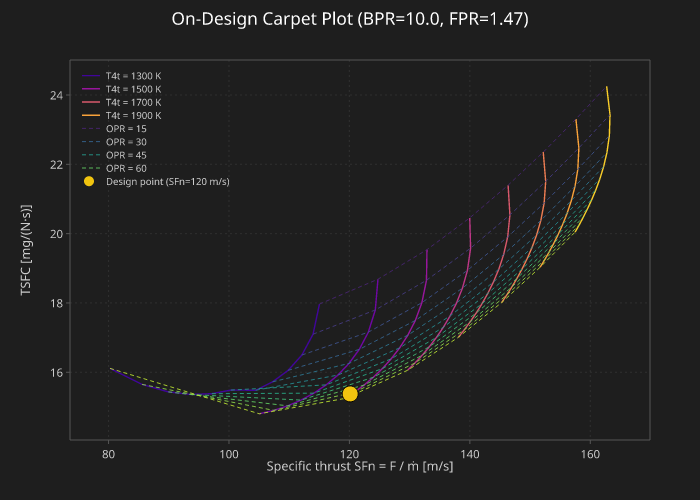 On-Design Carpet Plot (BPR=10.0, FPR=1.47)
T4t = 1300 K
T4t = 1500 K
T4t = 1700 K
T4t = 1900 K
OPR = 15
OPR = 30
OPR = 45
OPR = 60
Design point (SFn=120 m/s)
24
22
20
18
16
TSFC [mg/(N·s)]
80 100 120 140 160
Specific thrust SFn = F / ṁ [m/s]